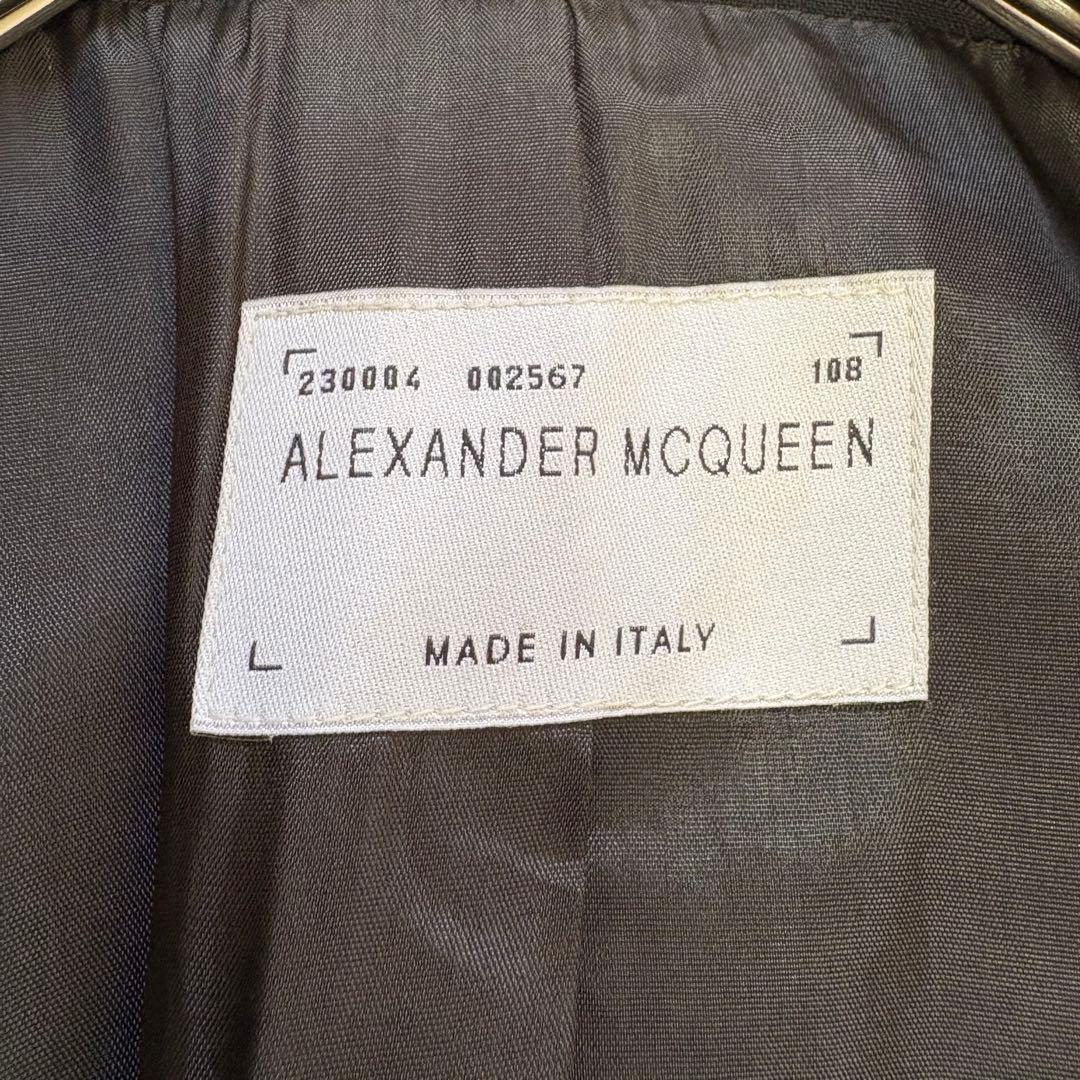 230004 002567 108
ALEXANDER MCQUEEN
MADE IN ITALY